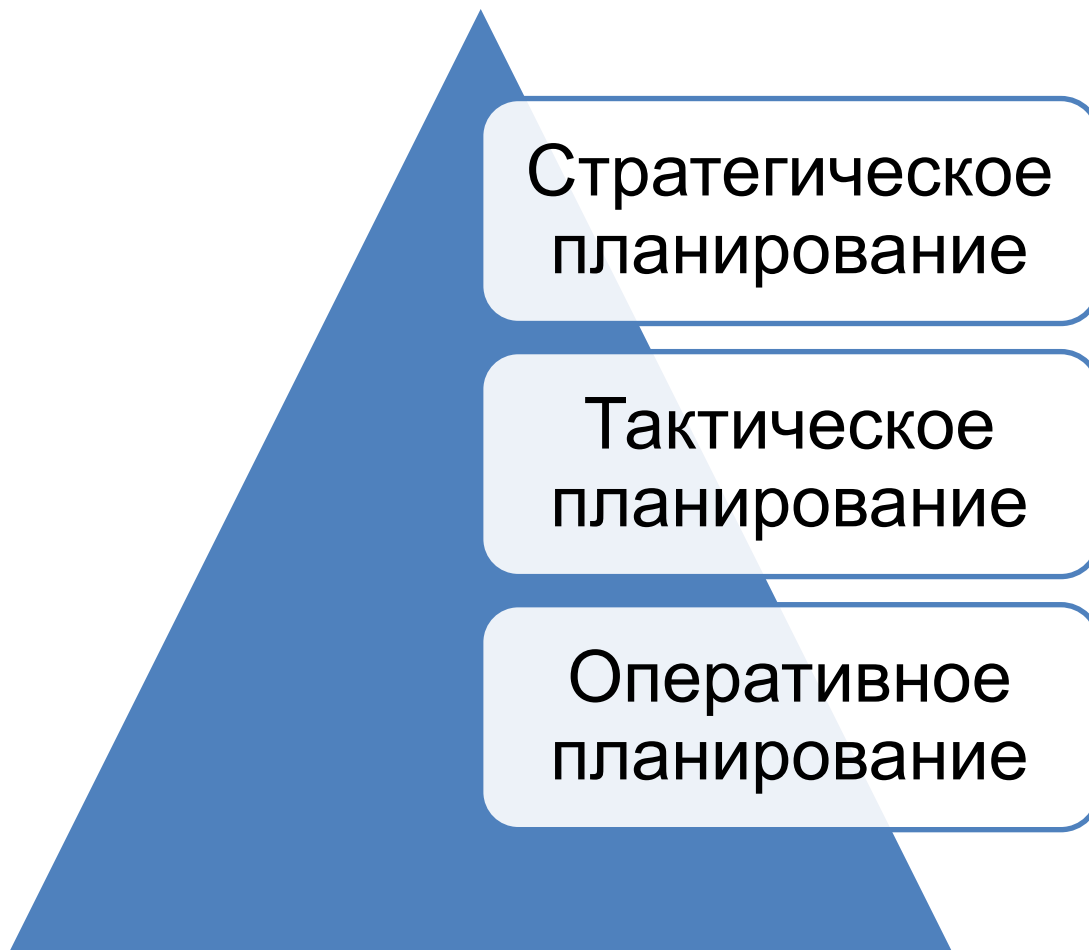 Стратегическое
планирование
Тактическое
планирование
Оперативное
планирование